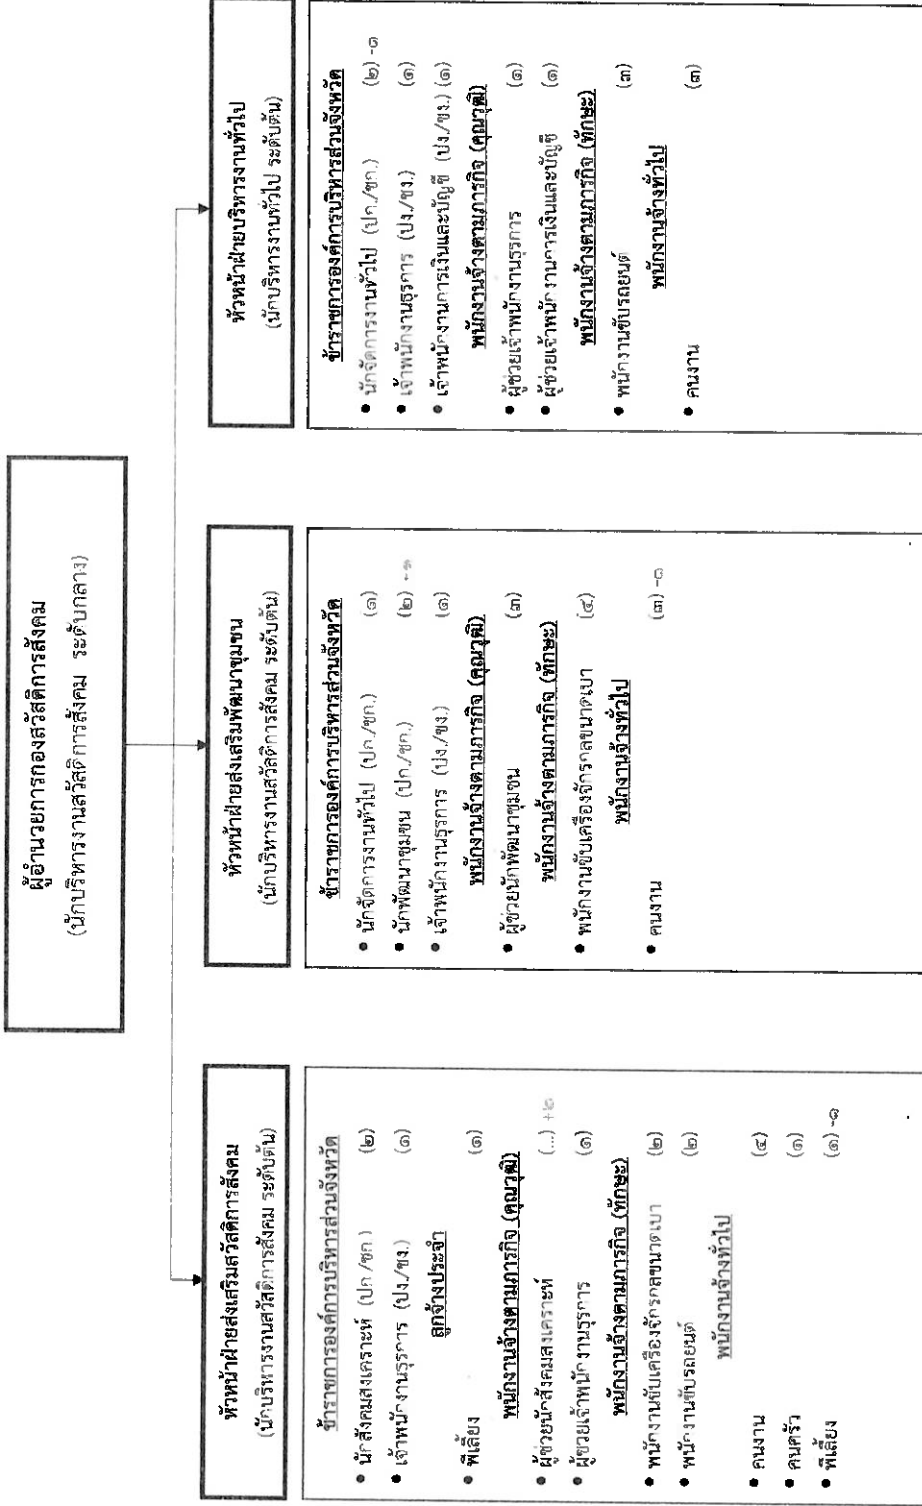 ผู้อำนวยการกองสวัสดิการสังคม
(นักบริหารงานสวัสดิการสังคม ระดับกลาง)
หัวหน้าฝ่ายส่งเสริมสวัสดิการสังคม
(นักบริหารงานสวัสดิการสังคม ระดับต้น)
ข้าราชการองค์การบริหารส่วนจังหวัด
● นักสังคมสงเคราะห์ (ปก./ชก.) (๒)
● เจ้าพนักงานธุรการ (ปง./ชง.) (๑)
ลูกจ้างประจำ
● พี่เลี้ยง (๑)
พนักงานจ้างตามภารกิจ (คุณวุฒิ)
● ผู้ช่วยนักสังคมสงเคราะห์ (...) +๒
● ผู้ช่วยเจ้าพนักงานธุรการ (๑)
พนักงานจ้างตามภารกิจ (ทักษะ)
● พนักงานขับเครื่องจักรกลขนาดเบา (๒)
● พนักงานขับรถยนต์ (๒)
พนักงานจ้างทั่วไป
● คนงาน (๔)
● คนครัว (๑)
● พี่เลี้ยง (๑) -๑
หัวหน้าฝ่ายส่งเสริมพัฒนาชุมชน
(นักบริหารงานสวัสดิการสังคม ระดับต้น)
ข้าราชการองค์การบริหารส่วนจังหวัด
● นักจัดการงานทั่วไป (ปก./ชก.) (๑)
● นักพัฒนาชุมชน (ปก./ชก.) (๒) +๑
● เจ้าพนักงานธุรการ (ปง./ชง.) (๑)
พนักงานจ้างตามภารกิจ (คุณวุฒิ)
● ผู้ช่วยนักพัฒนาชุมชน (๓)
พนักงานจ้างตามภารกิจ (ทักษะ)
● พนักงานขับเครื่องจักรกลขนาดเบา (๔)
พนักงานจ้างทั่วไป
● คนงาน (๓) -๑
หัวหน้าฝ่ายบริหารงานทั่วไป
(นักบริหารงานทั่วไป ระดับต้น)
ข้าราชการองค์การบริหารส่วนจังหวัด
● นักจัดการงานทั่วไป (ปก./ชก.) (๒) -๑
● เจ้าพนักงานธุรการ (ปง./ชง.) (๑)
● เจ้าพนักงานการเงินและบัญชี (ปง./ชง.) (๑)
พนักงานจ้างตามภารกิจ (คุณวุฒิ)
● ผู้ช่วยเจ้าพนักงานธุรการ (๑)
● ผู้ช่วยเจ้าพนักงานการเงินและบัญชี (๑)
พนักงานจ้างตามภารกิจ (ทักษะ)
● พนักงานขับรถยนต์ (๓)
พนักงานจ้างทั่วไป
● คนงาน (๓)